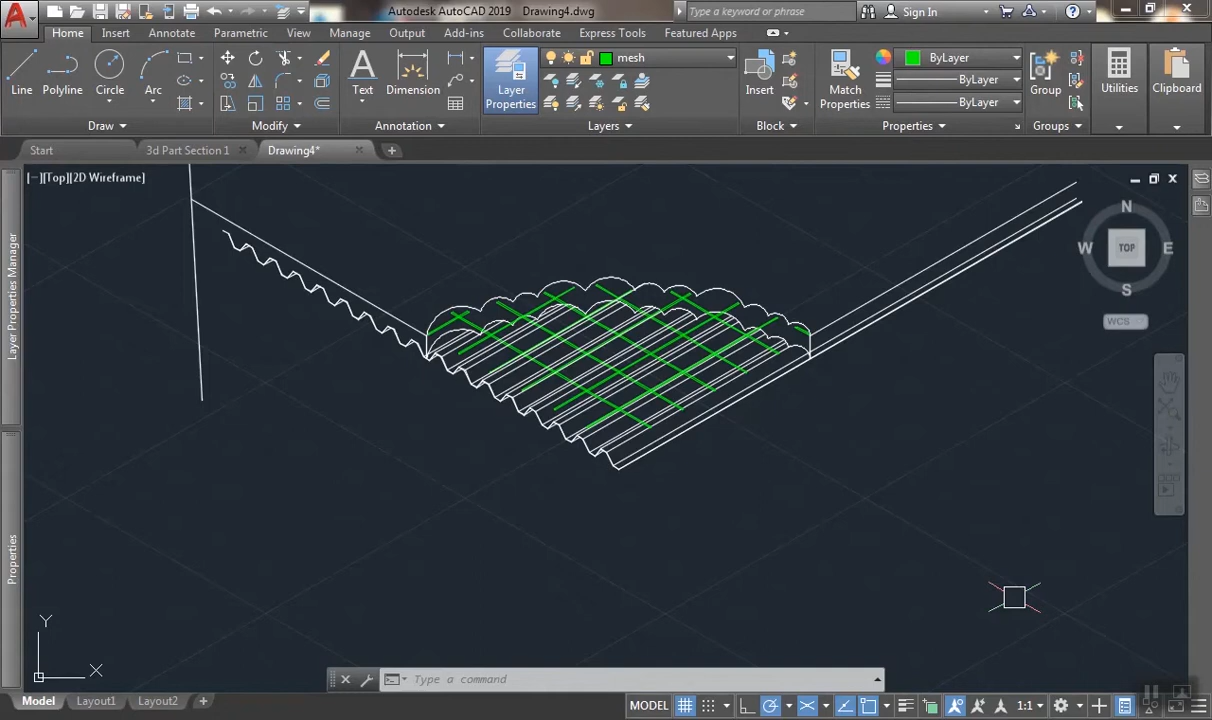 Autodesk AutoCAD 2019 Drawing4.dwg
Type a keyword or phrase
Sign In
Home Insert Annotate Parametric View Manage Output Add-ins Collaborate Express Tools Featured Apps
mesh
ByLayer
ByLayer
ByLayer
Line Polyline Circle Arc
Text Dimension
Layer Properties
Insert
Match Properties
Group
Utilities
Clipboard
Draw Modify Annotation Layers Block Properties Groups
Start 3d Part Section 1 Drawing4*
[−][Top][2D Wireframe]
N
W TOP E
S
WCS
Layer Properties Manager
Properties
Y
X
Type a command
Model Layout1 Layout2
MODEL 1:1